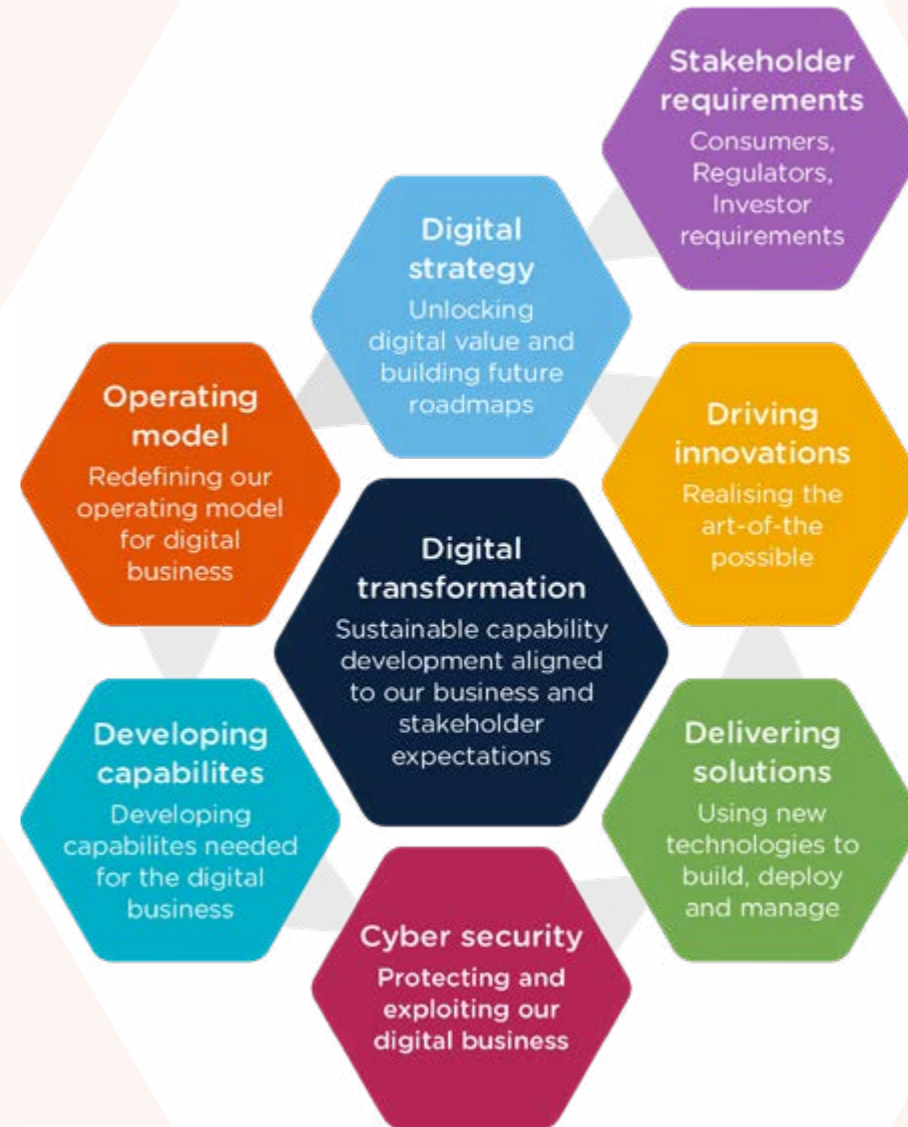 Stakeholder
requirements
Consumers,
Regulators,
Investor
requirements
Digital
strategy
Unlocking
digital value and
building future
roadmaps
Operating
model
Redefining our
operating model
for digital
business
Driving
innovations
Realising the
art-of-the
possible
Digital
transformation
Sustainable capability
development aligned
to our business and
stakeholder
expectations
Developing
capabilites
Developing
capabilites needed
for the digital
business
Delivering
solutions
Using new
technologies to
build, deploy
and manage
Cyber security
Protecting and
exploiting our
digital business